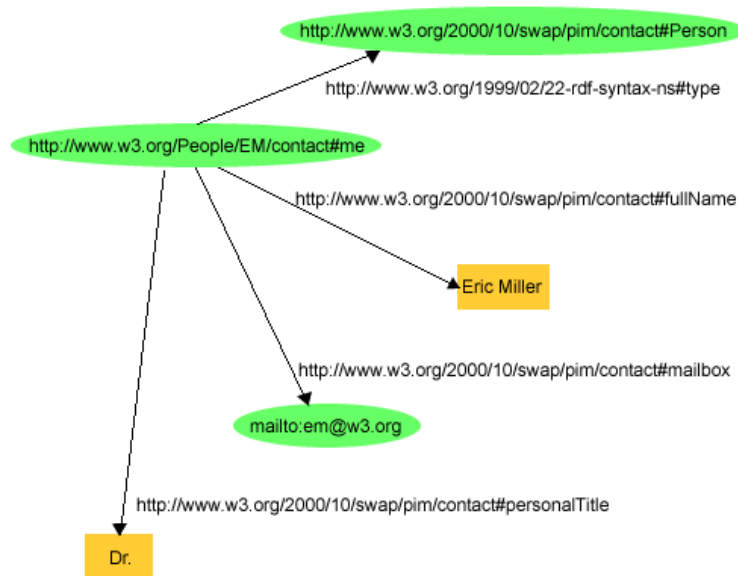 http://www.w3.org/2000/10/swap/pim/contact#Person
http://www.w3.org/1999/02/22-rdf-syntax-ns#type
http://www.w3.org/People/EM/contact#me
http://www.w3.org/2000/10/swap/pim/contact#fullName
Eric Miller
http://www.w3.org/2000/10/swap/pim/contact#mailbox
mailto:em@w3.org
http://www.w3.org/2000/10/swap/pim/contact#personalTitle
Dr.